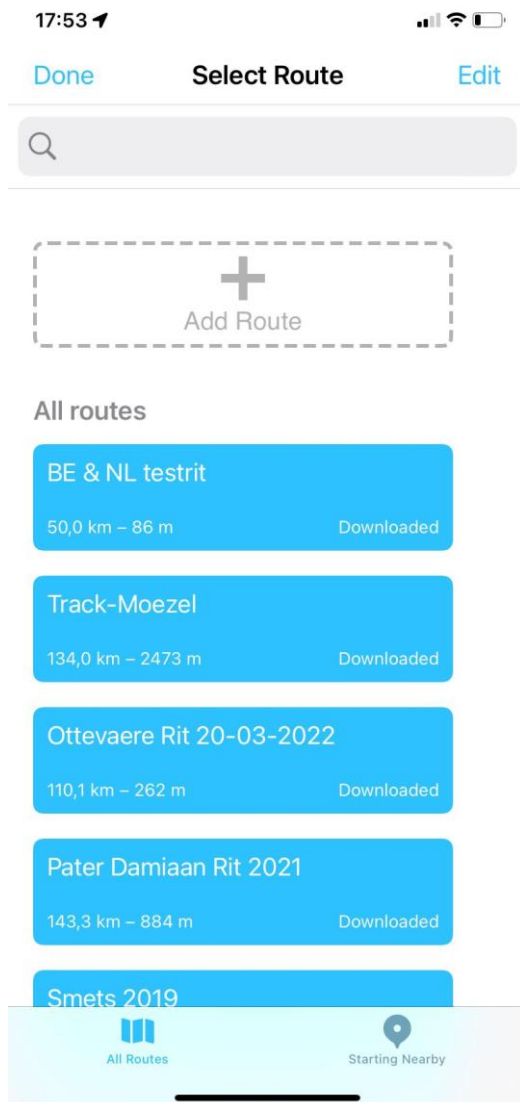 17:53
Done Select Route Edit
Add Route
All routes
BE & NL testrit
50,0 km – 86 m Downloaded
Track-Moezel
134,0 km – 2473 m Downloaded
Ottevaere Rit 20-03-2022
110,1 km – 262 m Downloaded
Pater Damiaan Rit 2021
143,3 km – 884 m Downloaded
Smets 2019
All Routes Starting Nearby